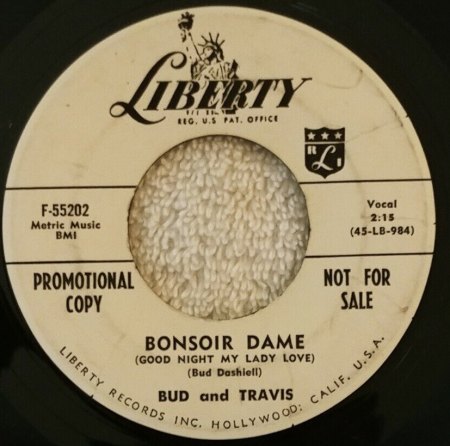 LIBERTY
REG. U.S PAT. OFFICE
R L I
F-55202
Metric Music
BMI
Vocal
2:15
(45-LB-984)
PROMOTIONAL
COPY
NOT FOR
SALE
BONSOIR DAME
(GOOD NIGHT MY LADY LOVE)
(Bud Dashiell)
BUD and TRAVIS
LIBERTY RECORDS INC. HOLLYWOOD: CALIF. U.S.A.